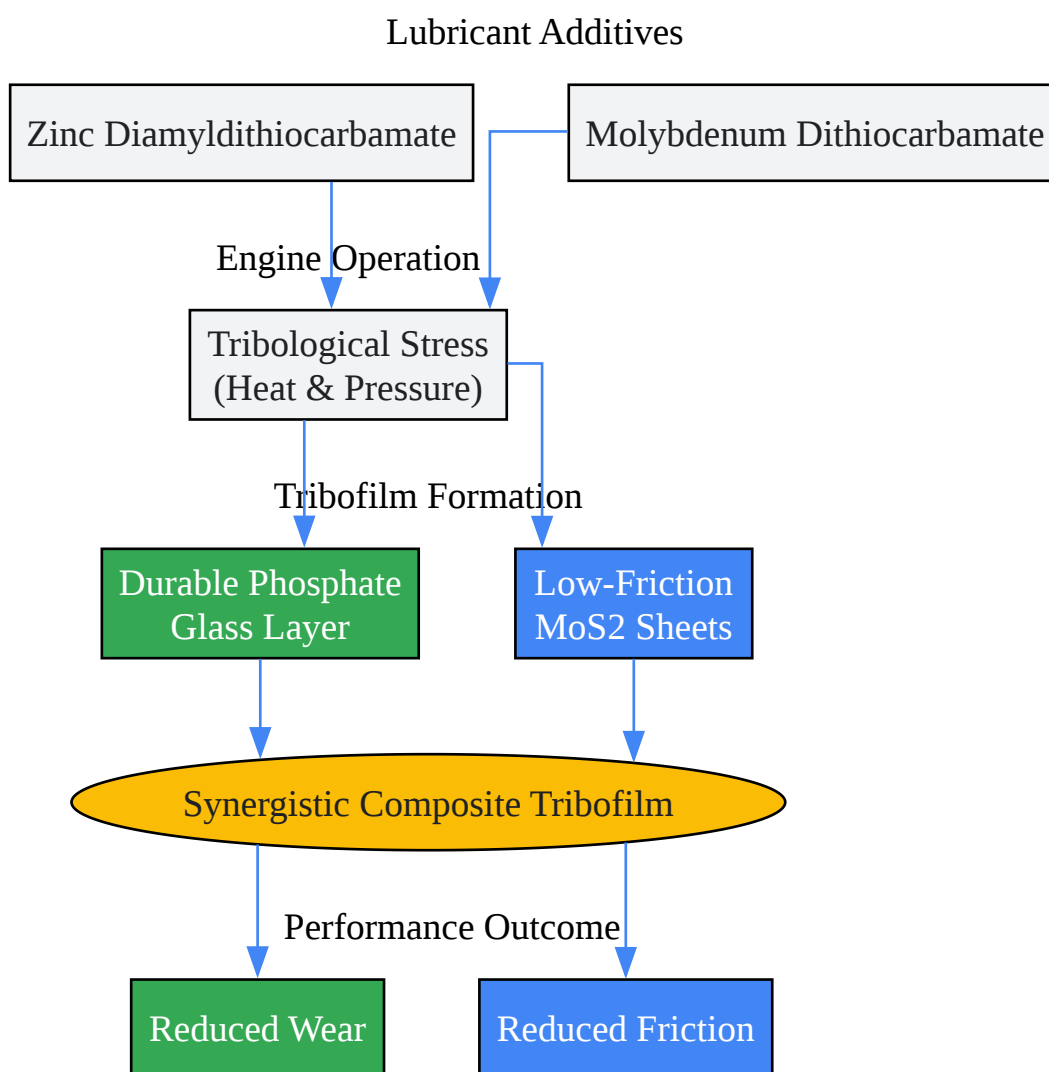 Lubricant Additives
Zinc Diamyldithiocarbamate
Molybdenum Dithiocarbamate
Engine Operation
Tribological Stress
(Heat & Pressure)
Tribofilm Formation
Durable Phosphate
Glass Layer
Low-Friction
MoS2 Sheets
Synergistic Composite Tribofilm
Performance Outcome
Reduced Wear
Reduced Friction